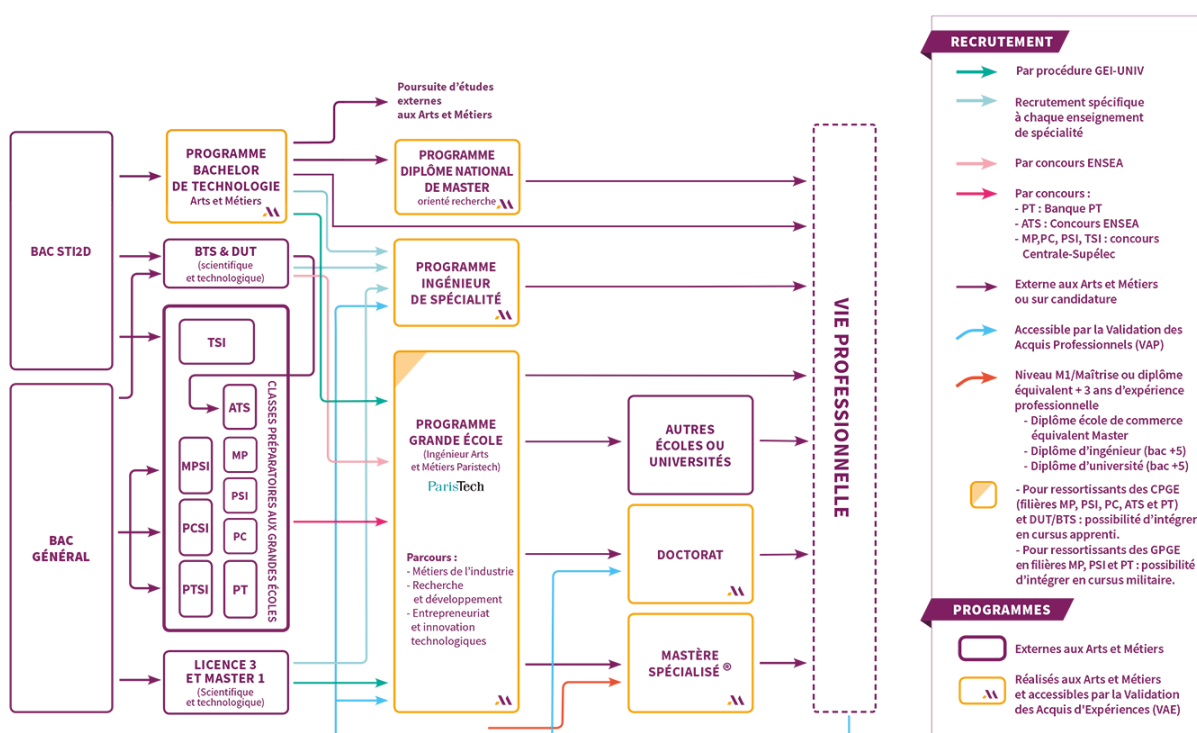 Poursuite d'études
externes
aux Arts et Métiers
BAC STI2D
BAC
GÉNÉRAL
PROGRAMME
BACHELOR
DE TECHNOLOGIE
Arts et Métiers
BTS & DUT
(scientifique
et technologique)
TSI
ATS
MPSI
MP
PSI
PCSI
PC
PTSI
PT
CLASSES PRÉPARATOIRES AUX GRANDES ÉCOLES
LICENCE 3
ET MASTER 1
(Scientifique
et technologique)
PROGRAMME
DIPLÔME NATIONAL
DE MASTER
orienté recherche
PROGRAMME
INGÉNIEUR
DE SPÉCIALITÉ
PROGRAMME
GRANDE ÉCOLE
(Ingénieur Arts
et Métiers Paristech)
ParisTech
Parcours :
- Métiers de l'industrie
- Recherche
et développement
- Entrepreneuriat
et innovation
technologiques
AUTRES
ÉCOLES OU
UNIVERSITÉS
DOCTORAT
MASTÈRE
SPÉCIALISÉ ®
VIE PROFESSIONNELLE
RECRUTEMENT
Par procédure GEI-UNIV
Recrutement spécifique
à chaque enseignement
de spécialité
Par concours ENSEA
Par concours :
- PT : Banque PT
- ATS : Concours ENSEA
- MP,PC, PSI, TSI : concours
Centrale-Supélec
Externe aux Arts et Métiers
ou sur candidature
Accessible par la Validation des
Acquis Professionnels (VAP)
Niveau M1/Maîtrise ou diplôme
équivalent + 3 ans d'expérience
professionnelle
- Diplôme école de commerce
équivalent Master
- Diplôme d'ingénieur (bac +5)
- Diplôme d'université (bac +5)
- Pour ressortissants des CPGE
(filières MP, PSI, PC, ATS et PT)
et DUT/BTS : possibilité d'intégrer
en cursus apprenti.
- Pour ressortissants des GPGE
en filières MP, PSI et PT : possibilité
d'intégrer en cursus militaire.
PROGRAMMES
Externes aux Arts et Métiers
Réalisés aux Arts et Métiers
et accessibles par la Validation
des Acquis d'Expériences (VAE)